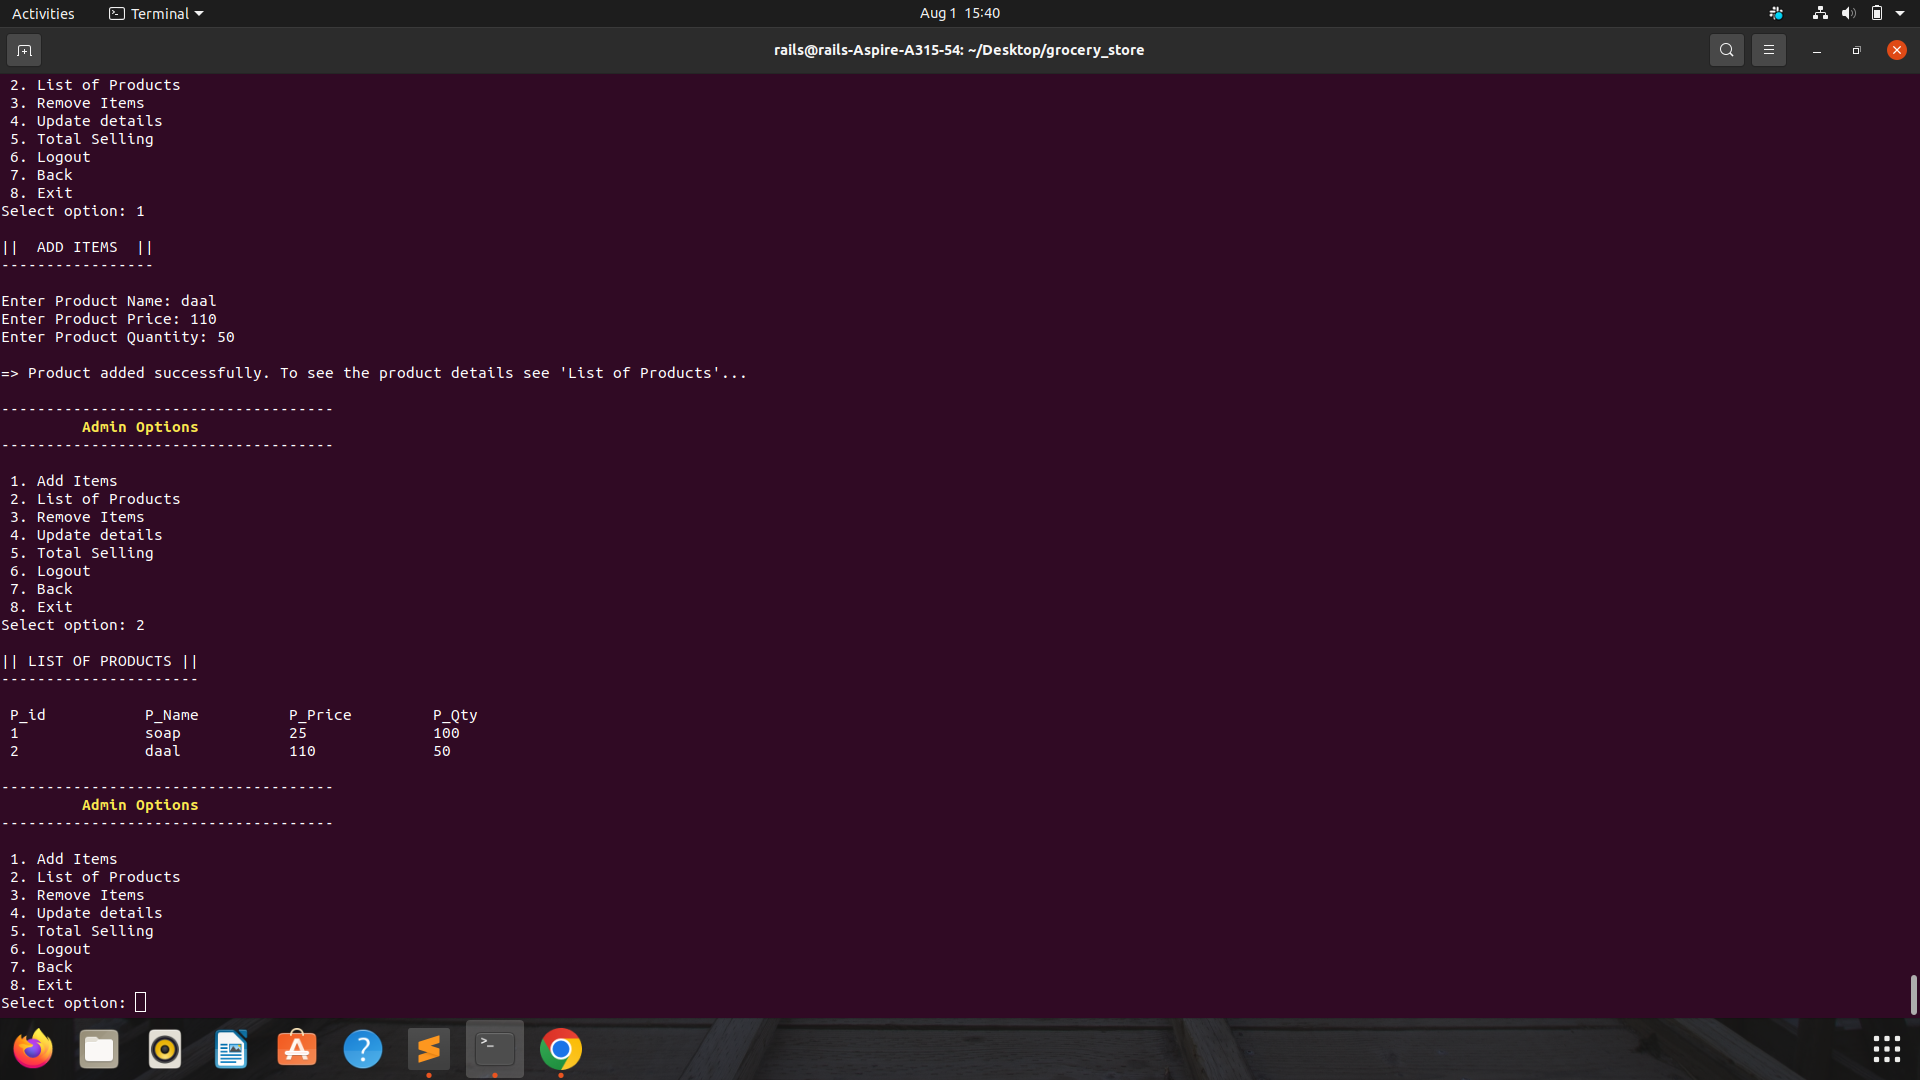 Activities Terminal Aug 1 15:40
rails@rails-Aspire-A315-54: ~/Desktop/grocery_store
2. List of Products
3. Remove Items
4. Update details
5. Total Selling
6. Logout
7. Back
8. Exit
Select option: 1
|| ADD ITEMS ||
-----------------
Enter Product Name: daal
Enter Product Price: 110
Enter Product Quantity: 50
=> Product added successfully. To see the product details see 'List of Products'...
-------------------------------------
Admin Options
-------------------------------------
1. Add Items
2. List of Products
3. Remove Items
4. Update details
5. Total Selling
6. Logout
7. Back
8. Exit
Select option: 2
|| LIST OF PRODUCTS ||
----------------------
P_id P_Name P_Price P_Qty
1 soap 25 100
2 daal 110 50
-------------------------------------
Admin Options
-------------------------------------
1. Add Items
2. List of Products
3. Remove Items
4. Update details
5. Total Selling
6. Logout
7. Back
8. Exit
Select option: